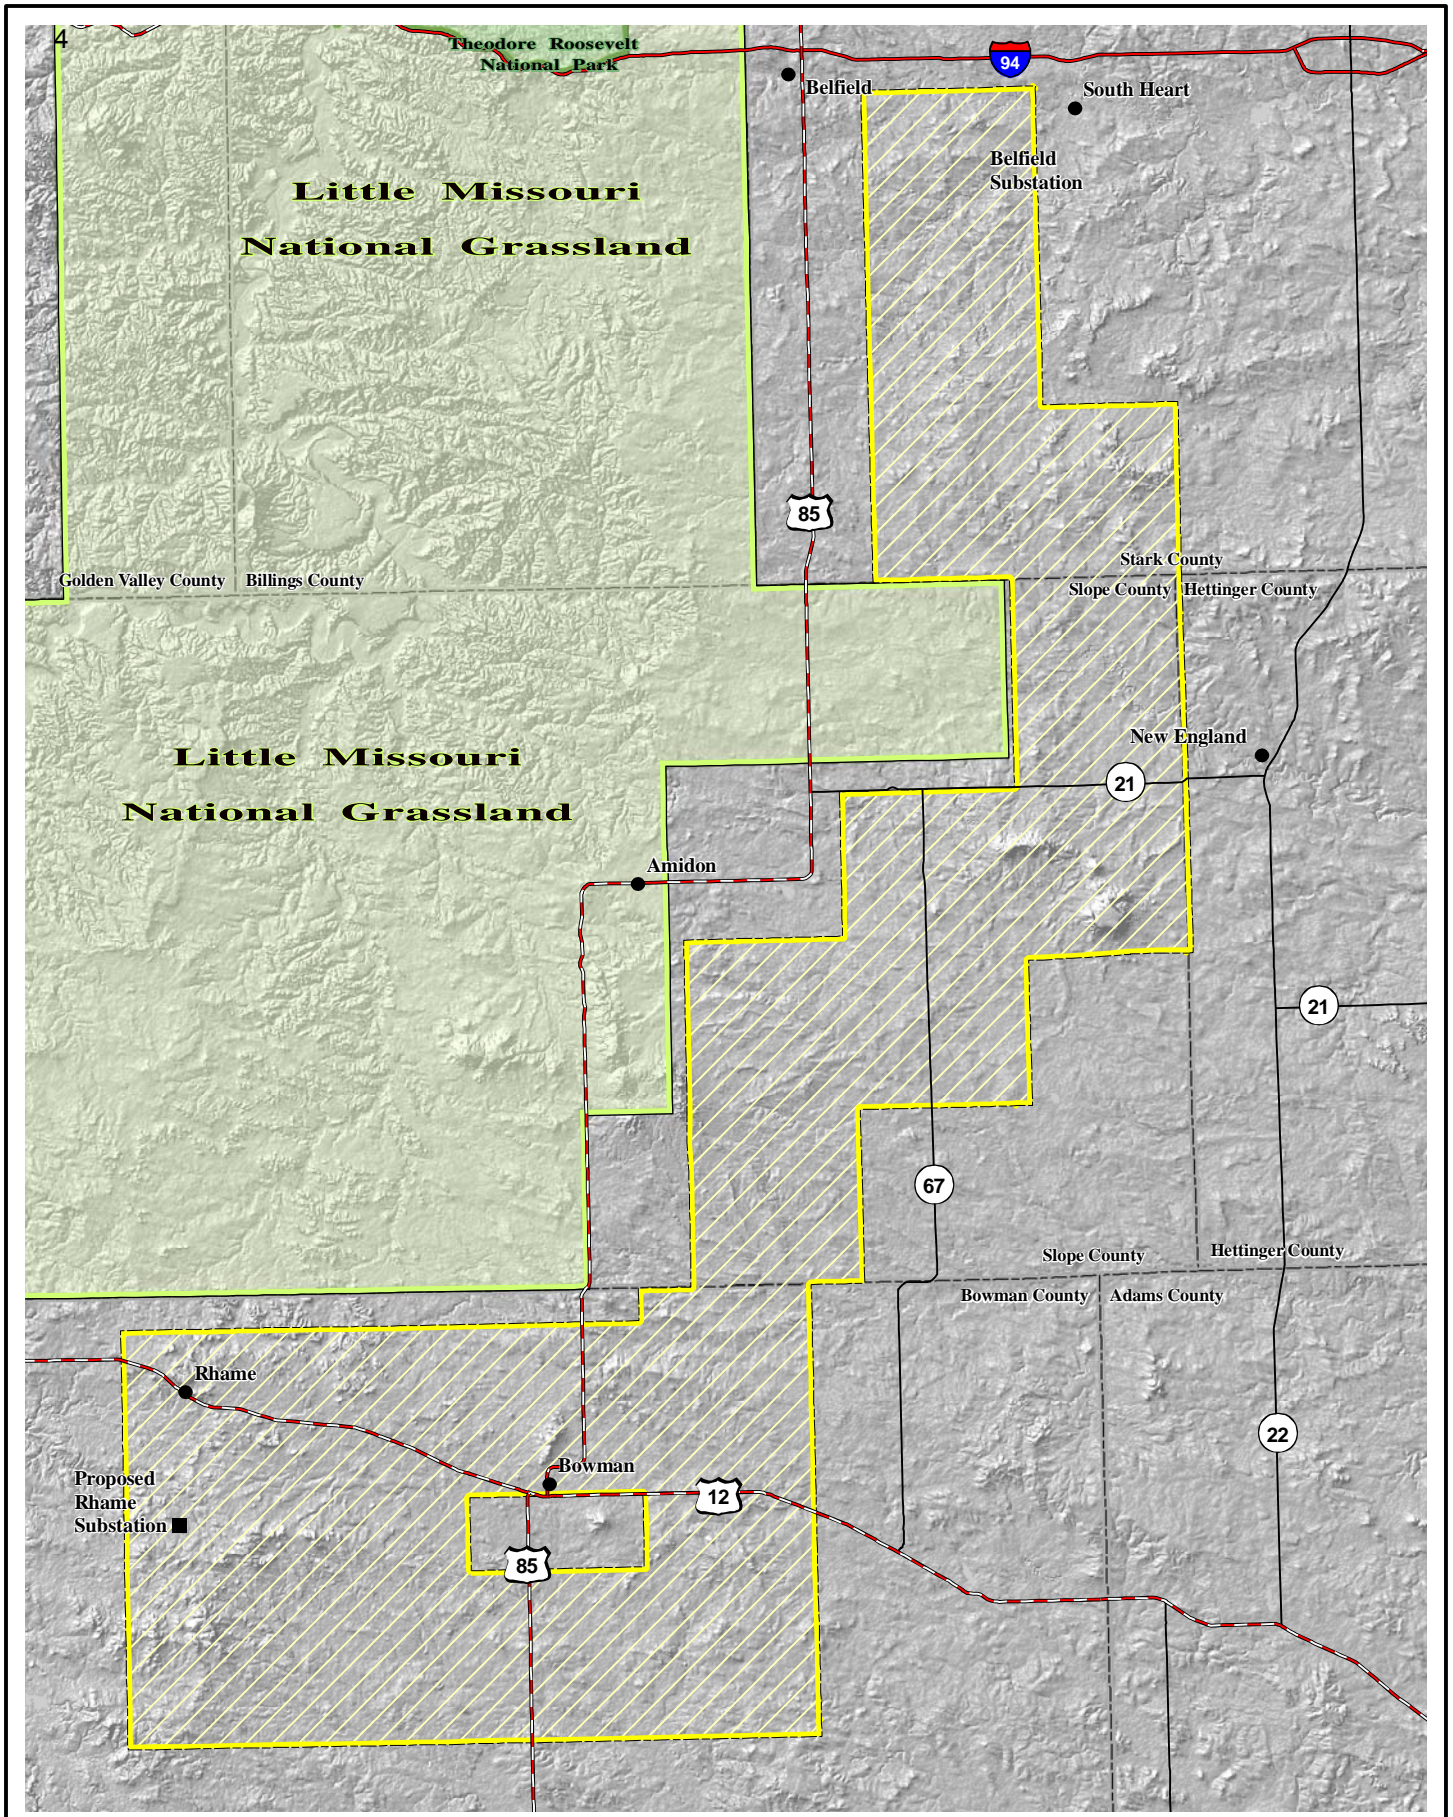 4
Theodore Roosevelt
National Park
94
Belfield
South Heart
Belfield
Substation
Little Missouri
National Grassland
85
Stark County
Golden Valley County
Billings County
Slope County
Hettinger County
New England
Little Missouri
National Grassland
21
Amidon
21
67
Slope County
Hettinger County
Bowman County
Adams County
Rhame
22
Bowman
Proposed
Rhame
Substation
12
85